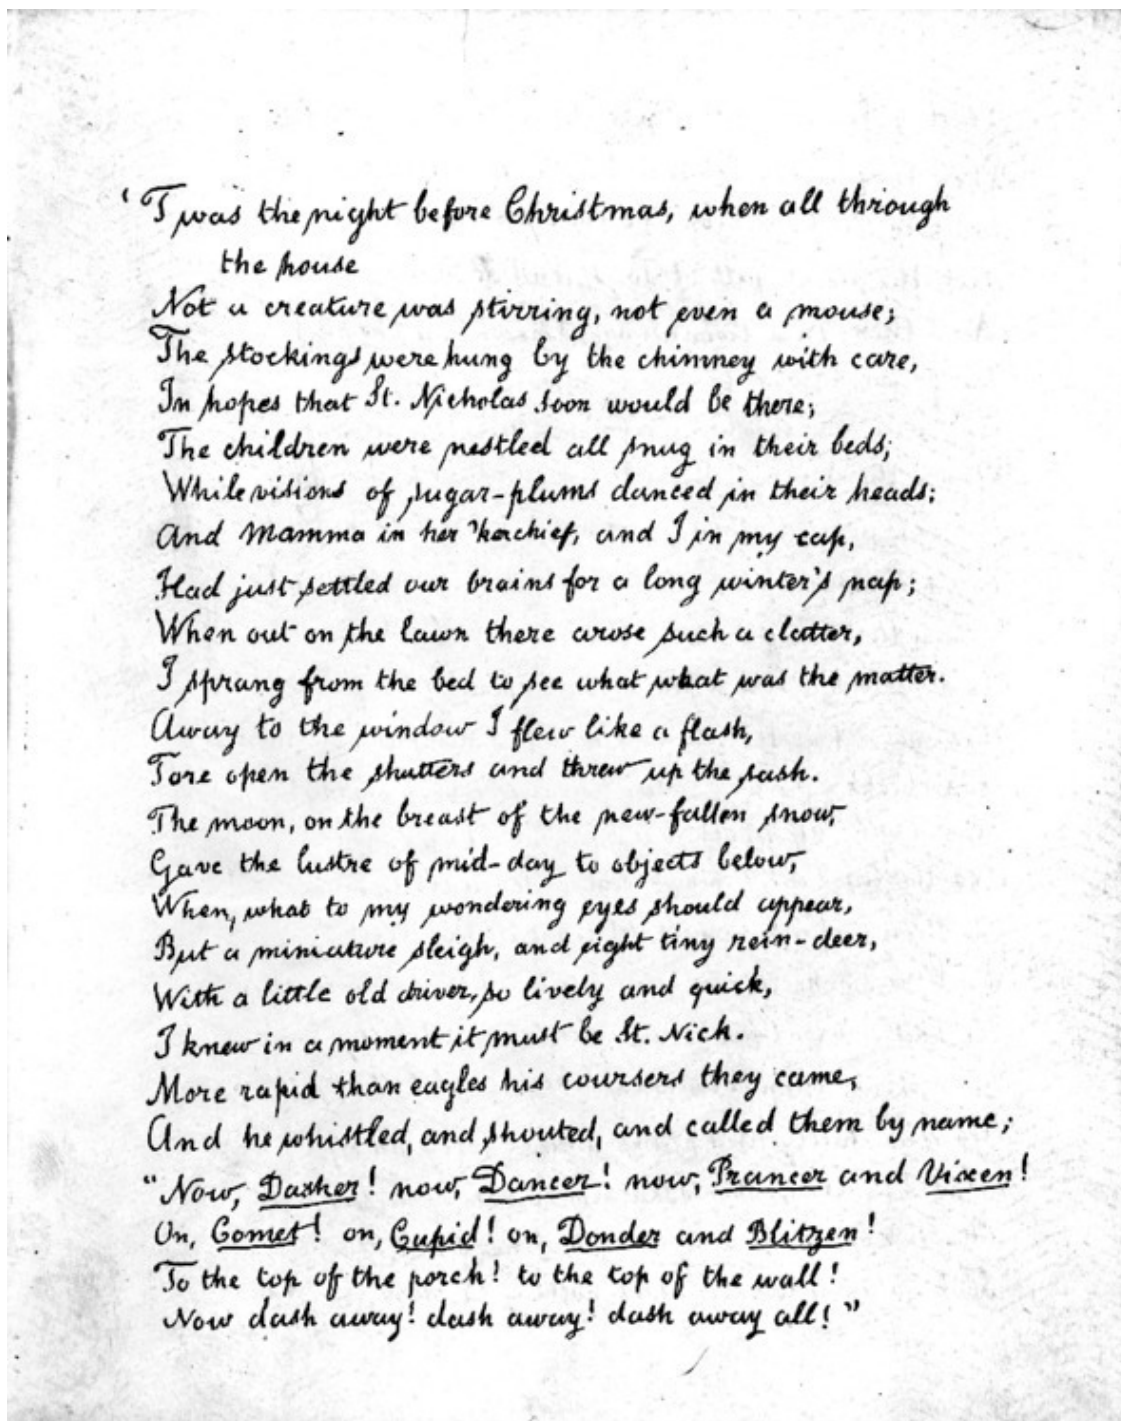 'Twas the night before Christmas, when all through
the house
Not a creature was stirring, not even a mouse;
The stockings were hung by the chimney with care,
In hopes that St. Nicholas soon would be there;
The children were nestled all snug in their beds;
While visions of sugar-plums danced in their heads;
And Mamma in her 'kerchief, and I in my cap,
Had just settled our brains for a long winter's nap;
When out on the lawn there arose such a clatter,
I sprang from the bed to see what what was the matter.
Away to the window I flew like a flash,
Tore open the shutters and threw up the sash.
The moon, on the breast of the new-fallen snow,
Gave the lustre of mid-day to objects below,
When, what to my wondering eyes should appear,
But a miniature sleigh, and eight tiny rein-deer,
With a little old driver, so lively and quick,
I knew in a moment it must be St. Nick.
More rapid than eagles his coursers they came,
And he whistled, and shouted, and called them by name;
"Now, Dasher! now, Dancer! now, Prancer and Vixen!
On, Comet! on, Cupid! on, Donder and Blitzen!
To the top of the porch! to the top of the wall!
Now dash away! dash away! dash away all!"